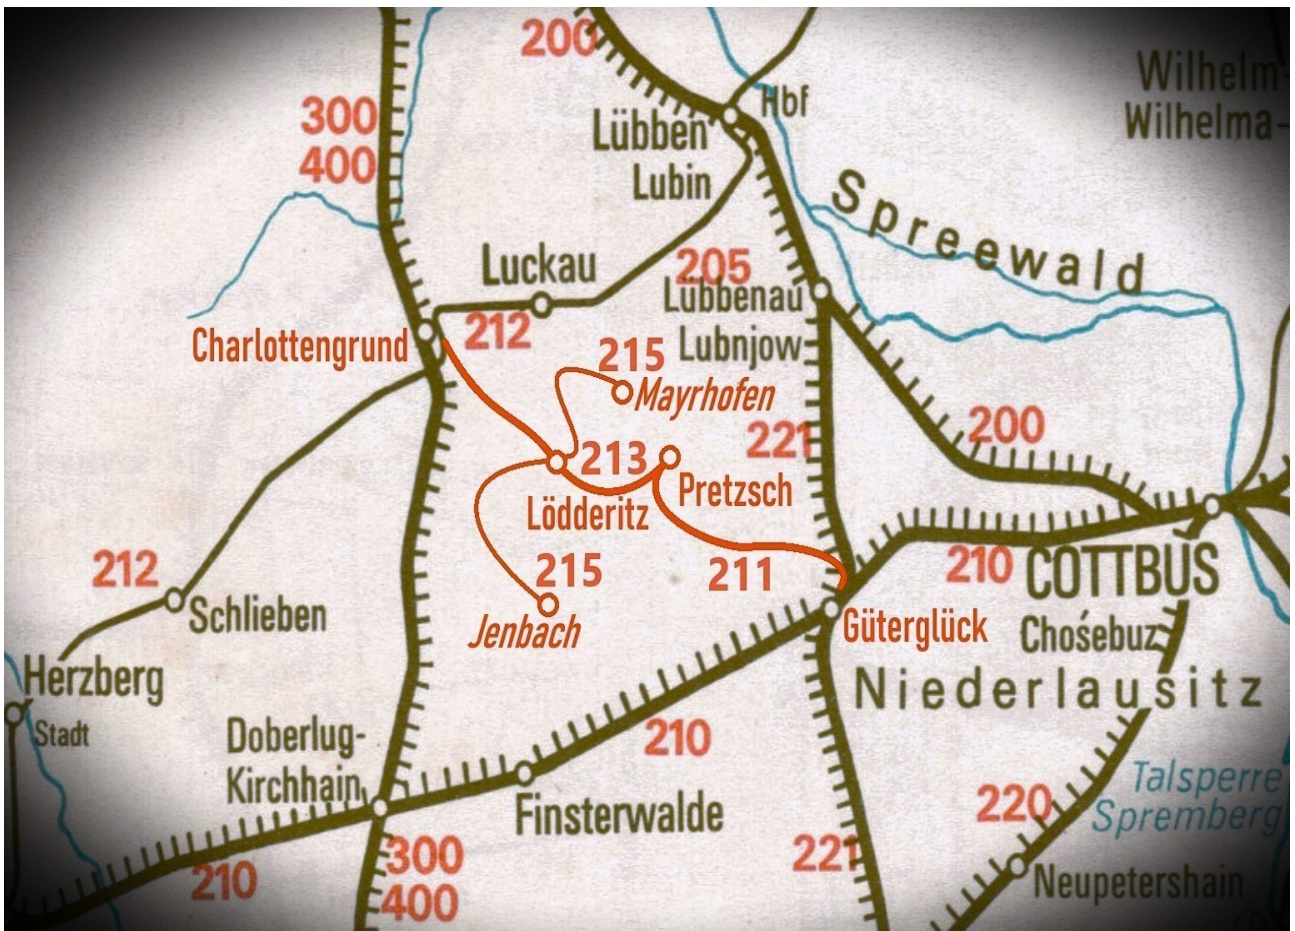 200
Hbf
Wilhelm-
Wilhelma-
300
400
Lübben
Lubin
Spreewald
Luckau
205
Lübbenau
Lubnjow
Charlottengrund
212
215
Mayrhofen
200
221
213
Pretzsch
Lödderitz
212
215
211
210
COTTBUS
Chośebuz
Schlieben
Jenbach
Güterglück
Herzberg
Stadt
Niederlausitz
Doberlug-
Kirchhain
210
Talsperre
Spremberg
Finsterwalde
220
300
400
221
210
Neupetershain